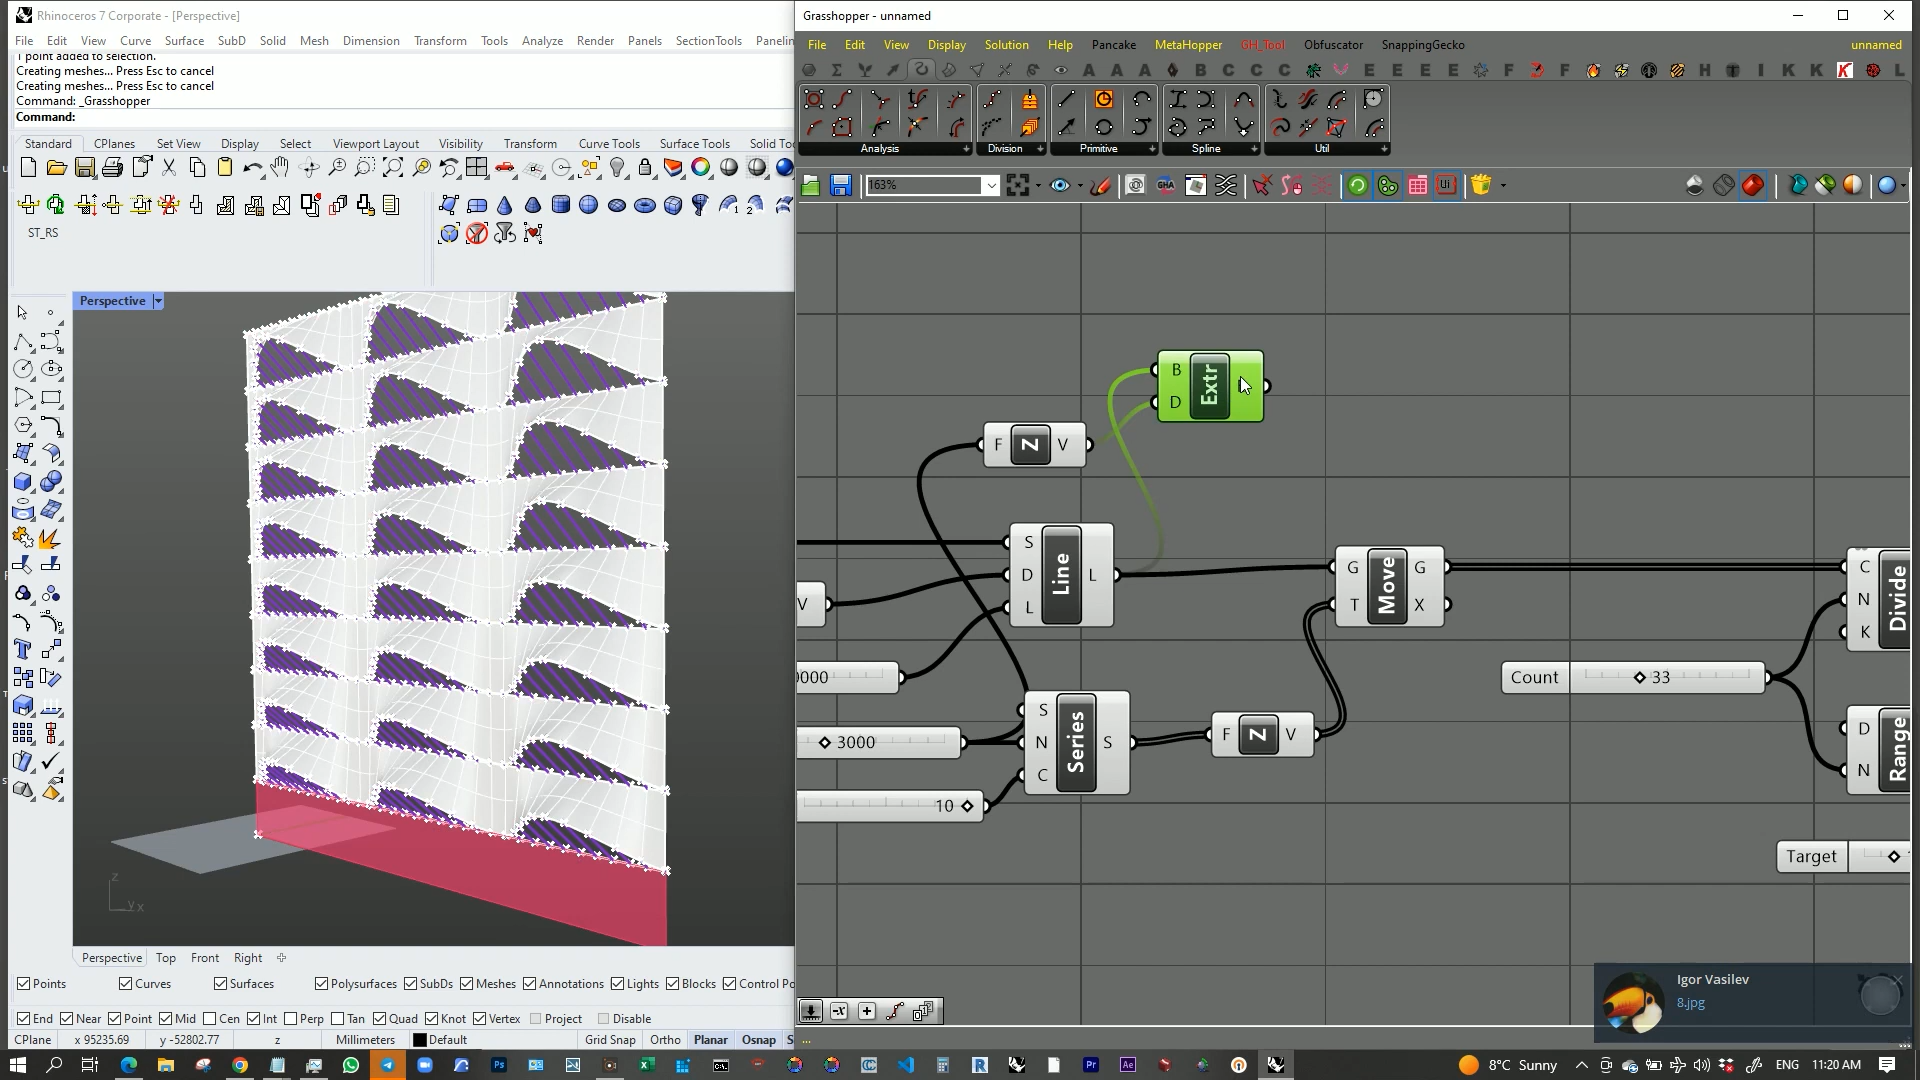 Rhinoceros 7 Corporate - [Perspective]
File Edit View Curve Surface SubD Solid Mesh Dimension Transform Tools Analyze Render Panels SectionTools Paneling
1 point added to selection.
Creating meshes... Press Esc to cancel
Creating meshes... Press Esc to cancel
Command: _Grasshopper
Command:
Standard CPlanes Set View Display Select Viewport Layout Visibility Transform Curve Tools Surface Tools Solid Too
ST_RS
Perspective
z
y x
Perspective Top Front Right
Points Curves Surfaces Polysurfaces SubDs Meshes Annotations Lights Blocks Control Po
End Near Point Mid Cen Int Perp Tan Quad Knot Vertex Project Disable
CPlane x 95235.69 y -52802.77 z Millimeters Default Grid Snap Ortho Planar Osnap S
Grasshopper - unnamed
File Edit View Display Solution Help Pancake MetaHopper GH_Tool Obfuscator SnappingGecko unnamed
Analysis Division Primitive Spline Util
163%
B D Extr
F Z V
S D L Line L
V
0000
G T Move G X
C N K Divide
Count 33
S N C Series S
3000
F Z V
D N Range
10
Target
Igor Vasilev
8.jpg
8°C Sunny ENG 11:20 AM